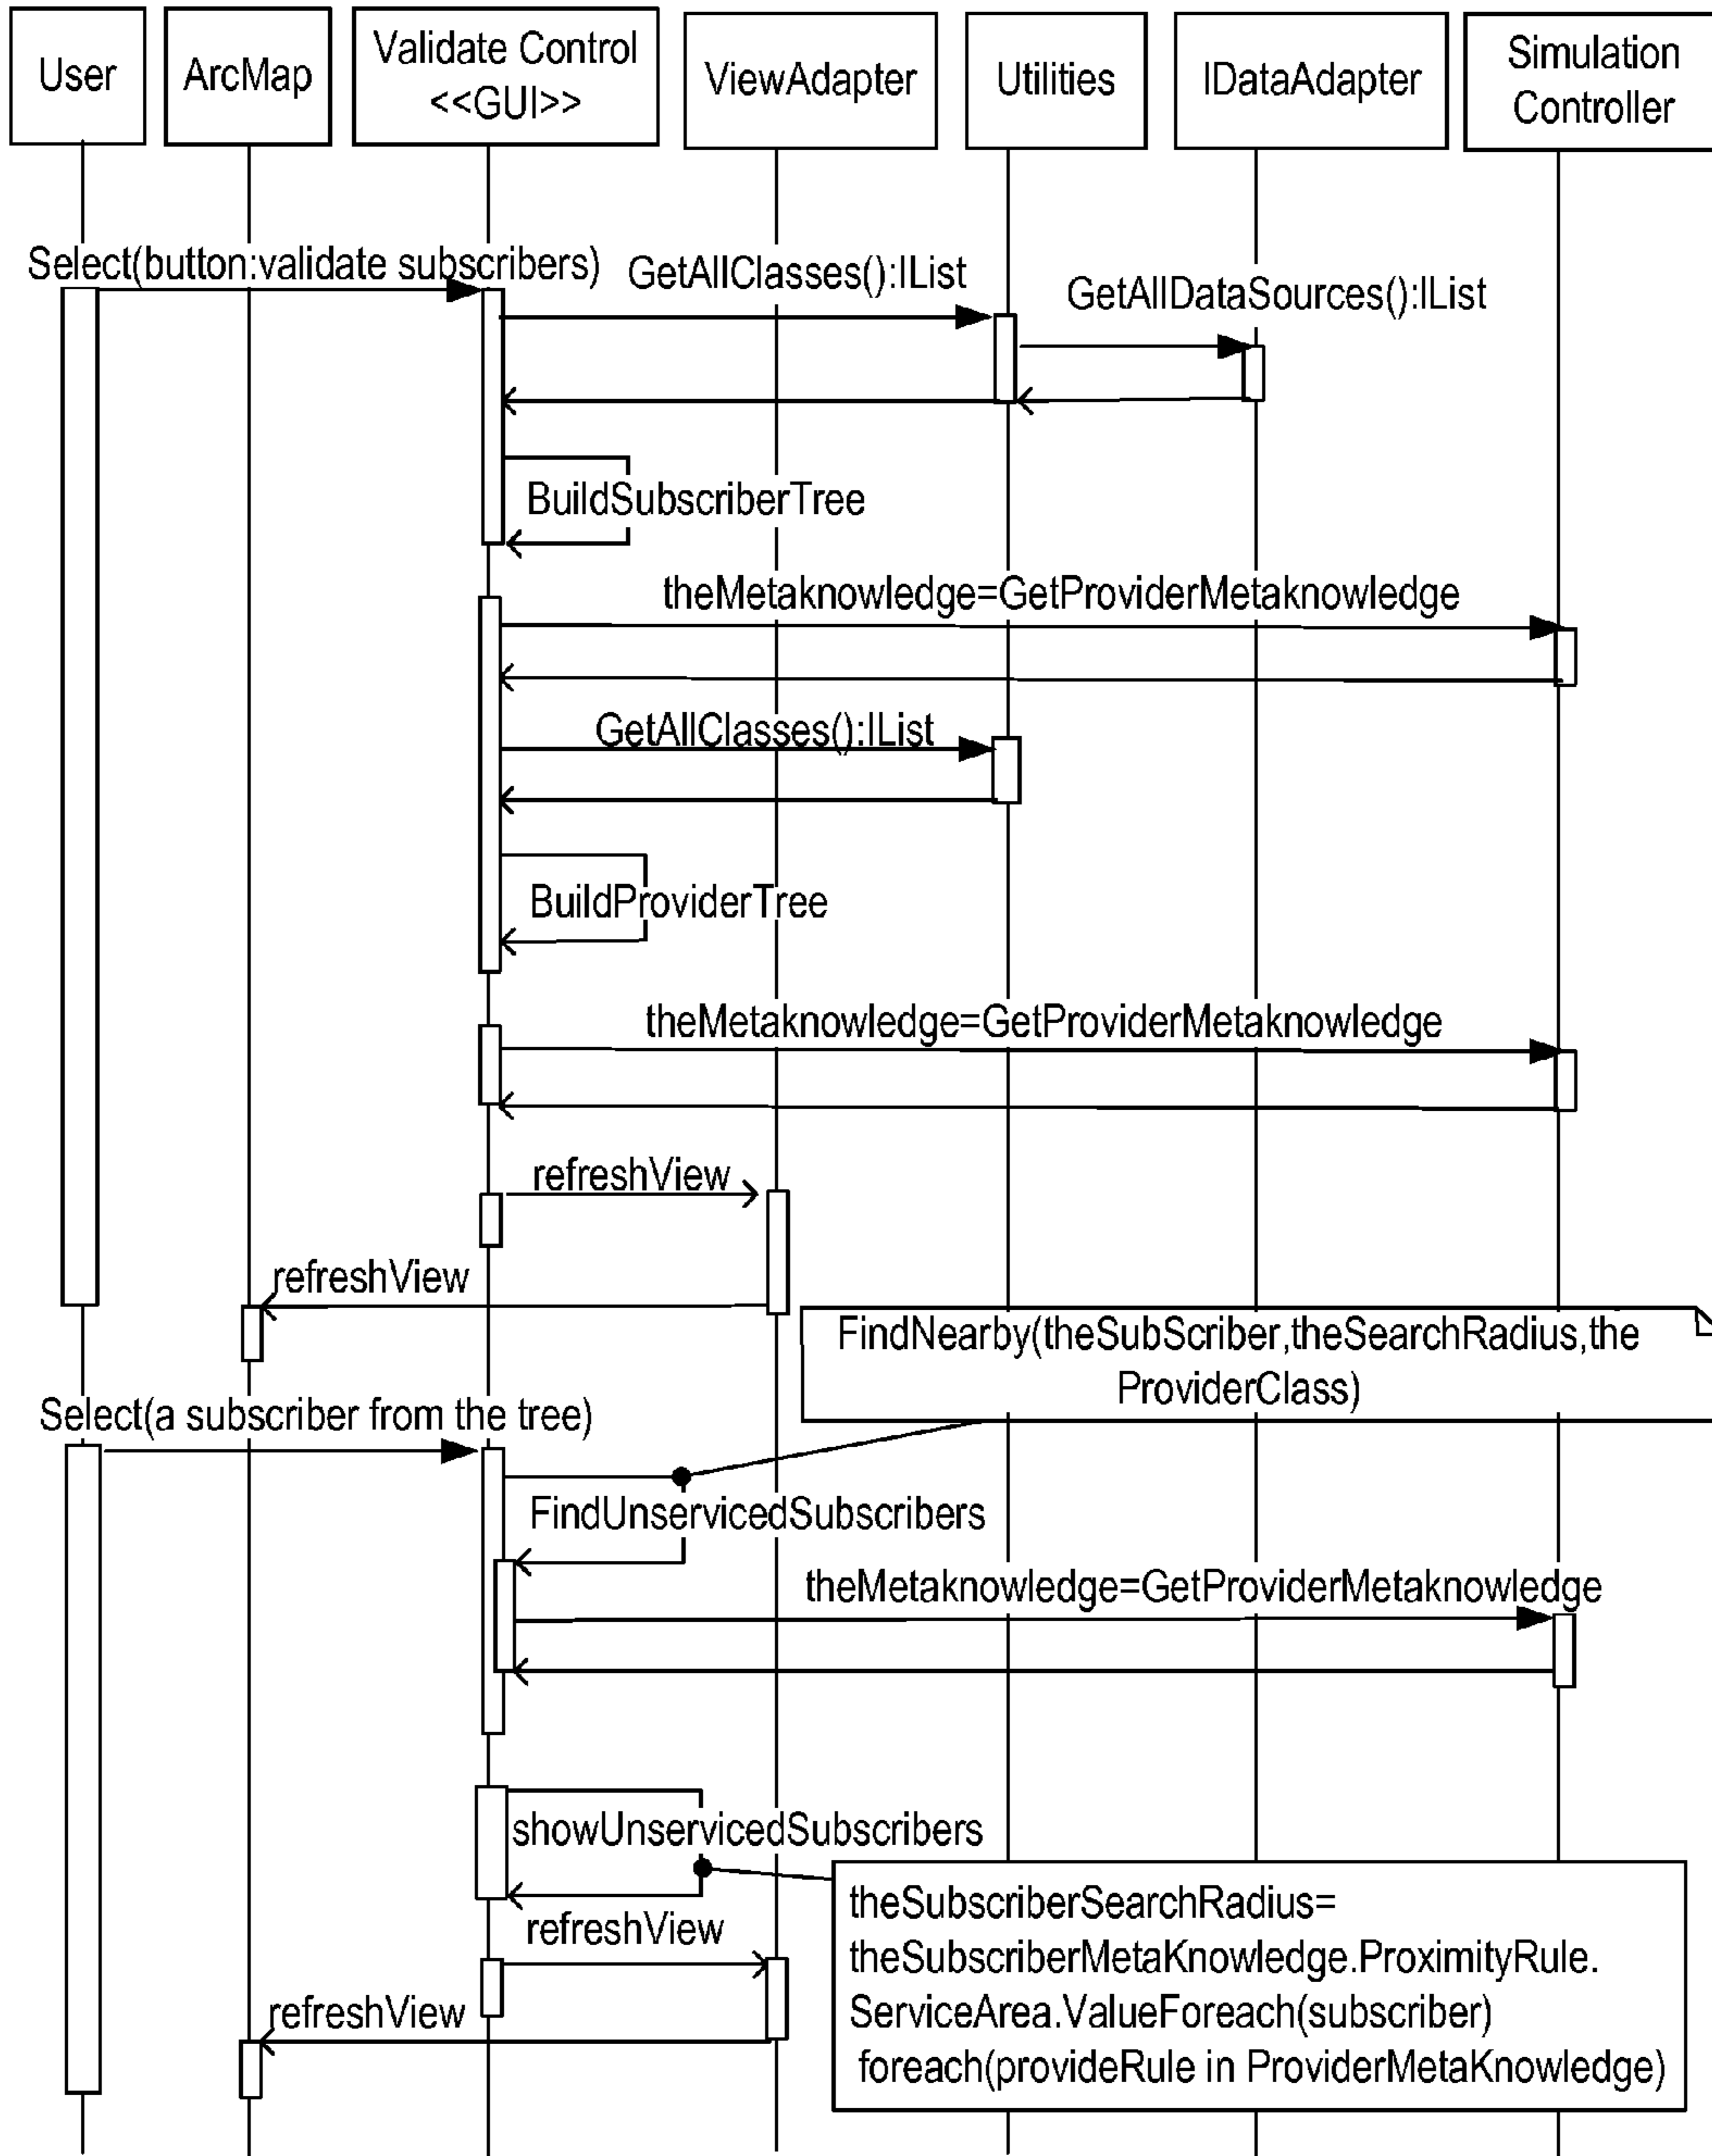 User
ArcMap
Validate Control
<<GUI>>
ViewAdapter
Utilities
IDataAdapter
Simulation
Controller
Select(button:validate subscribers)
GetAllClasses():IList
GetAllDataSources():IList
BuildSubscriberTree
theMetaknowledge=GetProviderMetaknowledge
GetAllClasses():IList
BuildProviderTree
theMetaknowledge=GetProviderMetaknowledge
refreshView
refreshView
FindNearby(theSubScriber,theSearchRadius,the
ProviderClass)
Select(a subscriber from the tree)
FindUnservicedSubscribers
theMetaknowledge=GetProviderMetaknowledge
showUnservicedSubscribers
theSubscriberSearchRadius=
theSubscriberMetaKnowledge.ProximityRule.
ServiceArea.ValueForeach(subscriber)
foreach(provideRule in ProviderMetaKnowledge)
refreshView
refreshView